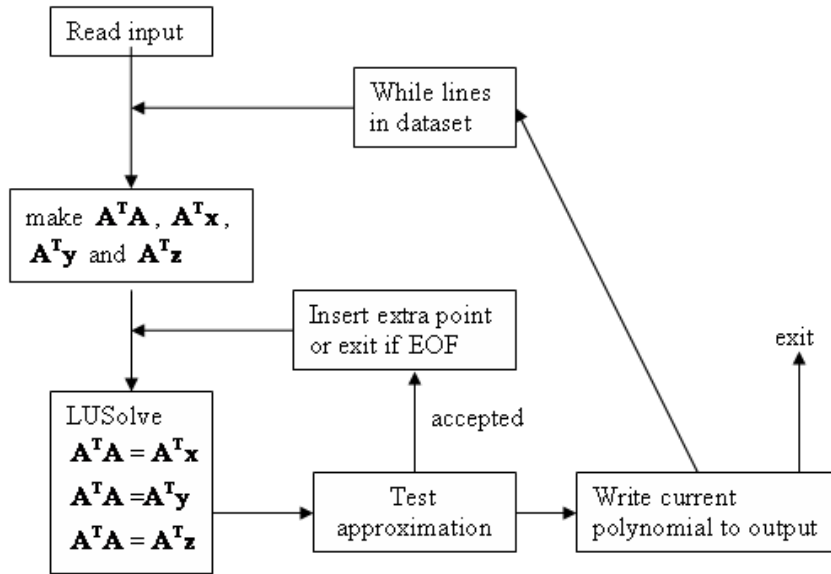 Read input
While lines
in dataset
make AᵀA , Aᵀx ,
Aᵀy and Aᵀz
Insert extra point
or exit if EOF
exit
LUSolve
AᵀA = Aᵀx
AᵀA =Aᵀy
AᵀA = Aᵀz
accepted
Test
approximation
Write current
polynomial to output